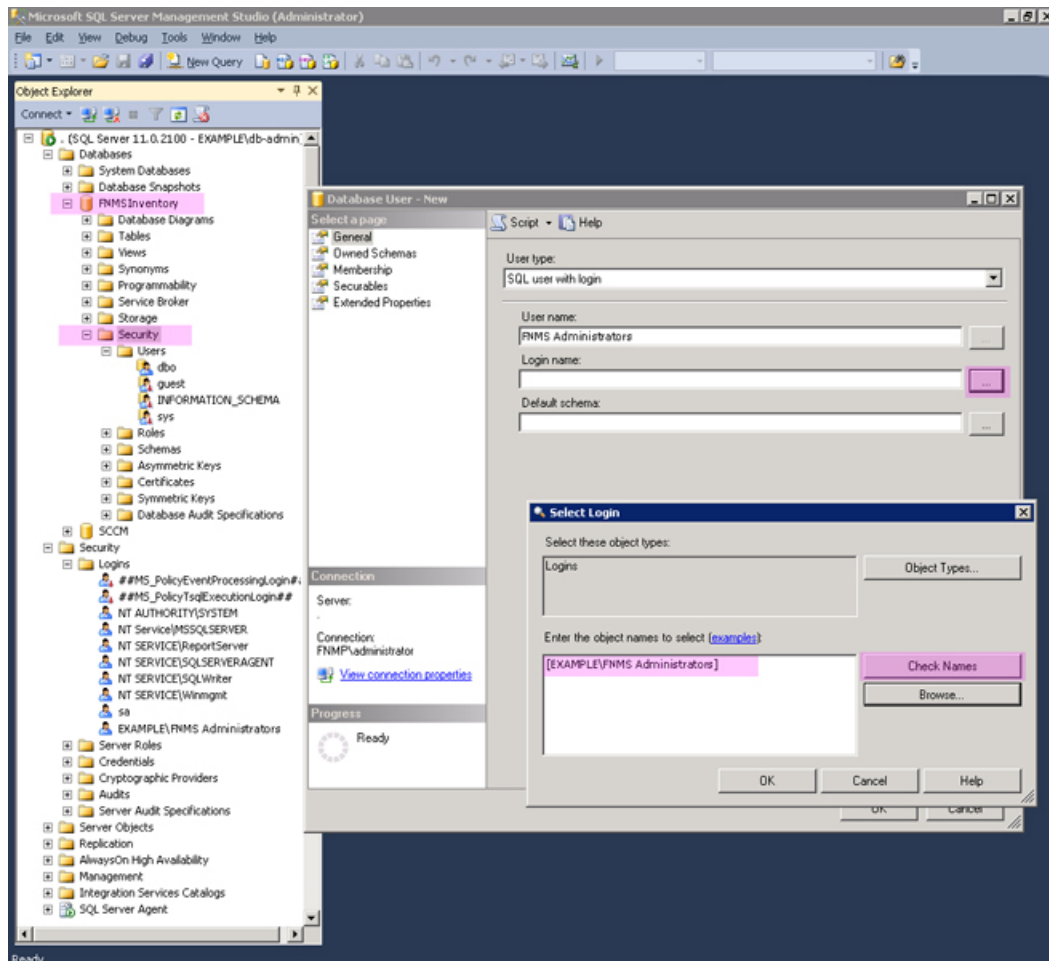 Microsoft SQL Server Management Studio (Administrator)
File Edit View Debug Tools Window Help
New Query
Object Explorer
Connect
. (SQL Server 11.0.2100 - EXAMPLE\db-admin)
Databases
System Databases
Database Snapshots
FNMSInventory
Database Diagrams
Tables
Views
Synonyms
Programmability
Service Broker
Storage
Security
Users
dbo
guest
INFORMATION_SCHEMA
sys
Roles
Schemas
Asymmetric Keys
Certificates
Symmetric Keys
Database Audit Specifications
SCCM
Security
Logins
##MS_PolicyEventProcessingLogin##
##MS_PolicyTsqlExecutionLogin##
NT AUTHORITY\SYSTEM
NT Service\MSSQLSERVER
NT SERVICE\ReportServer
NT SERVICE\SQLSERVERAGENT
NT SERVICE\SQLWriter
NT SERVICE\Winmgmt
sa
EXAMPLE\FNMS Administrators
Server Roles
Credentials
Cryptographic Providers
Audits
Server Audit Specifications
Server Objects
Replication
AlwaysOn High Availability
Management
Integration Services Catalogs
SQL Server Agent
Ready
Database User - New
Select a page
General
Owned Schemas
Membership
Securables
Extended Properties
Script Help
User type:
SQL user with login
User name:
FNMS Administrators
...
Login name:
...
Default schema:
...
Connection
Server:
.
Connection:
FNMP\administrator
View connection properties
Progress
Ready
OK Cancel
Select Login
Select these object types:
Logins
Object Types...
Enter the object names to select (examples):
[EXAMPLE\FNMS Administrators]
Check Names
Browse...
OK Cancel Help